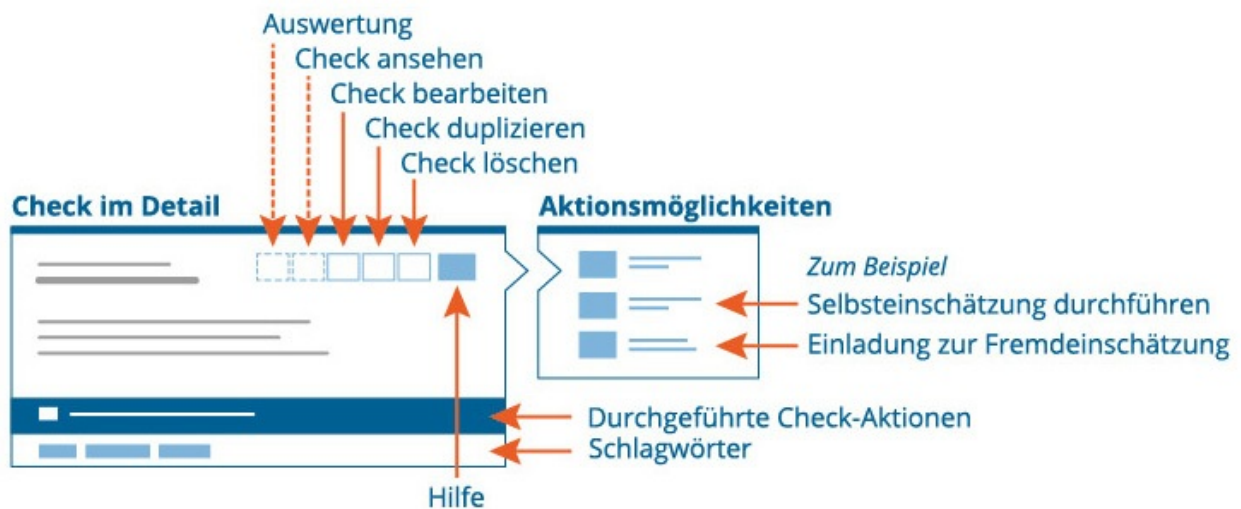 Auswertung
Check ansehen
Check bearbeiten
Check duplizieren
Check löschen
Check im Detail
Aktionsmöglichkeiten
Zum Beispiel
Selbsteinschätzung durchführen
Einladung zur Fremdeinschätzung
Durchgeführte Check-Aktionen
Schlagwörter
Hilfe